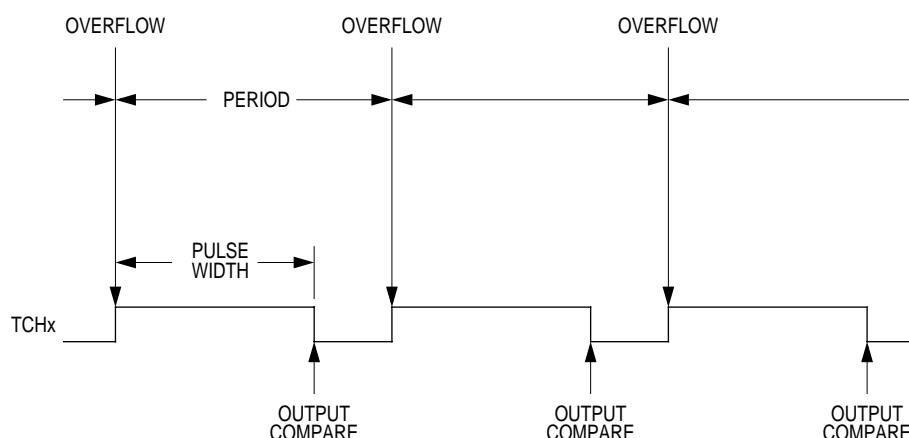 OVERFLOW
OVERFLOW
OVERFLOW
PERIOD
PULSE
WIDTH
TCHx
OUTPUT
COMPARE
OUTPUT
COMPARE
OUTPUT
COMPARE